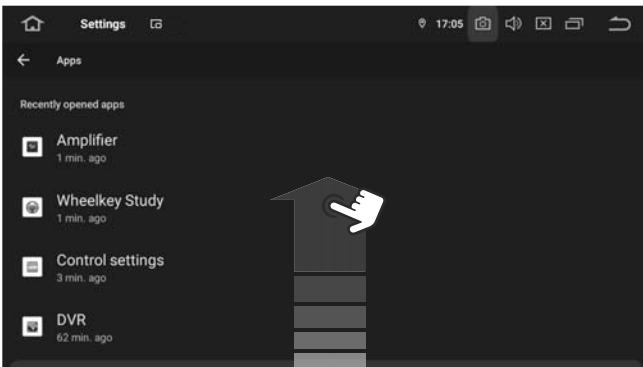 Settings
17:05
Apps
Recently opened apps
Amplifier
1 min. ago
Wheelkey Study
1 min. ago
Control settings
3 min. ago
DVR
62 min. ago